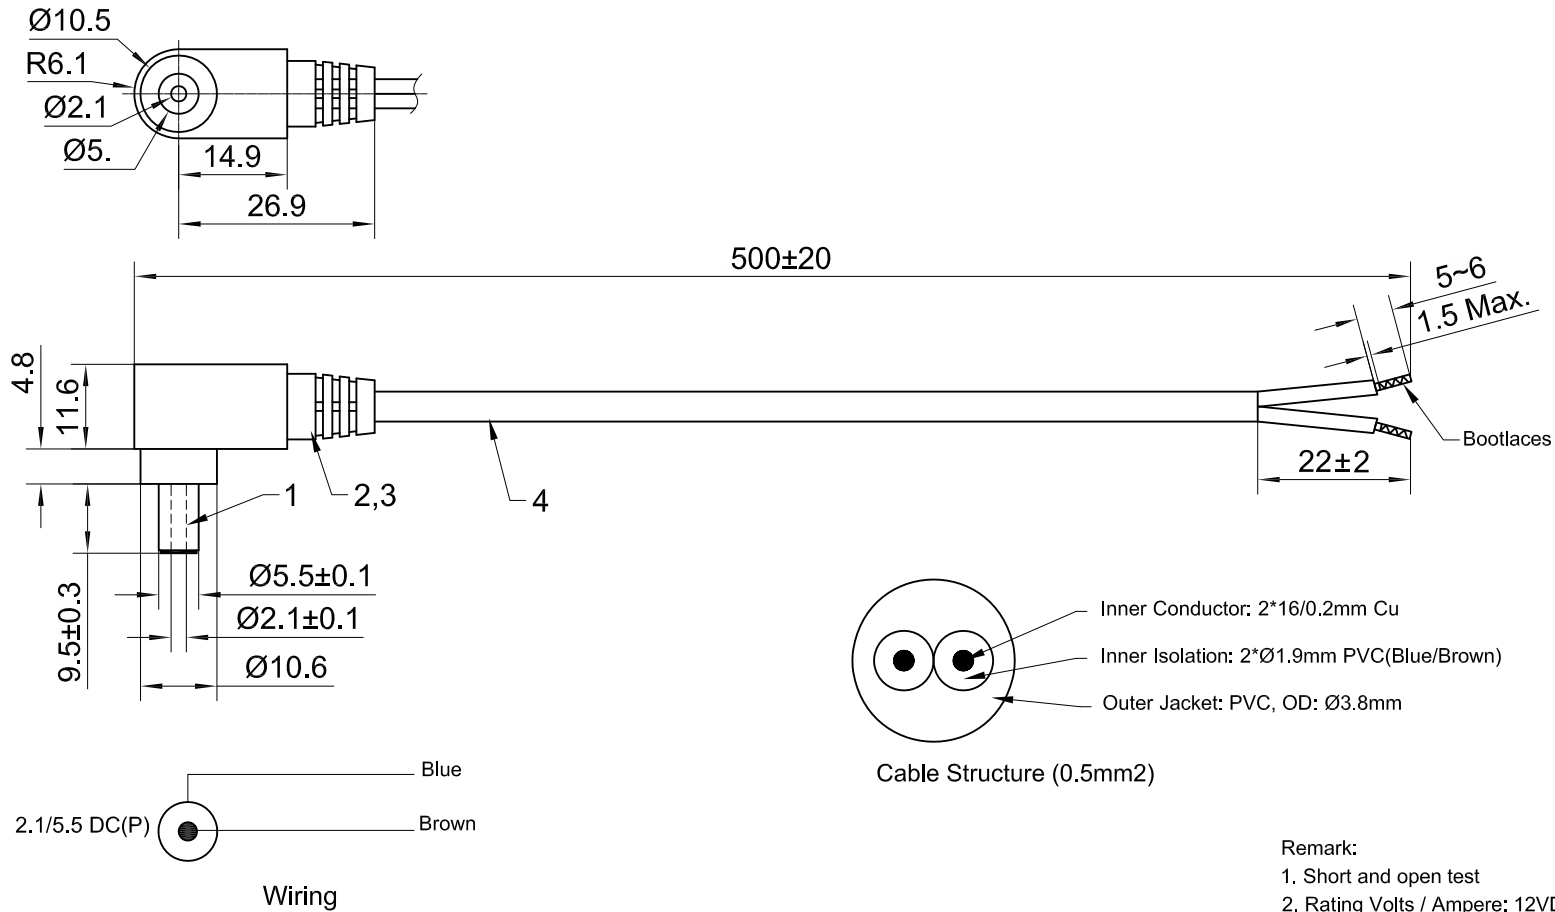 Ø10.5
R6.1
Ø2.1
Ø5.
14.9
26.9
500±20
5~6
1.5 Max.
4.8
11.6
Bootlaces
22±2
1
2,3
4
9.5±0.3
Ø5.5±0.1
Ø2.1±0.1
Ø10.6
Inner Conductor: 2*16/0.2mm Cu
Inner Isolation: 2*Ø1.9mm PVC(Blue/Brown)
Outer Jacket: PVC, OD: Ø3.8mm
Cable Structure (0.5mm2)
Blue
2.1/5.5 DC(P)
Brown
Wiring
Remark:
1. Short and open test
2. Rating Volts / Ampere: 12VD